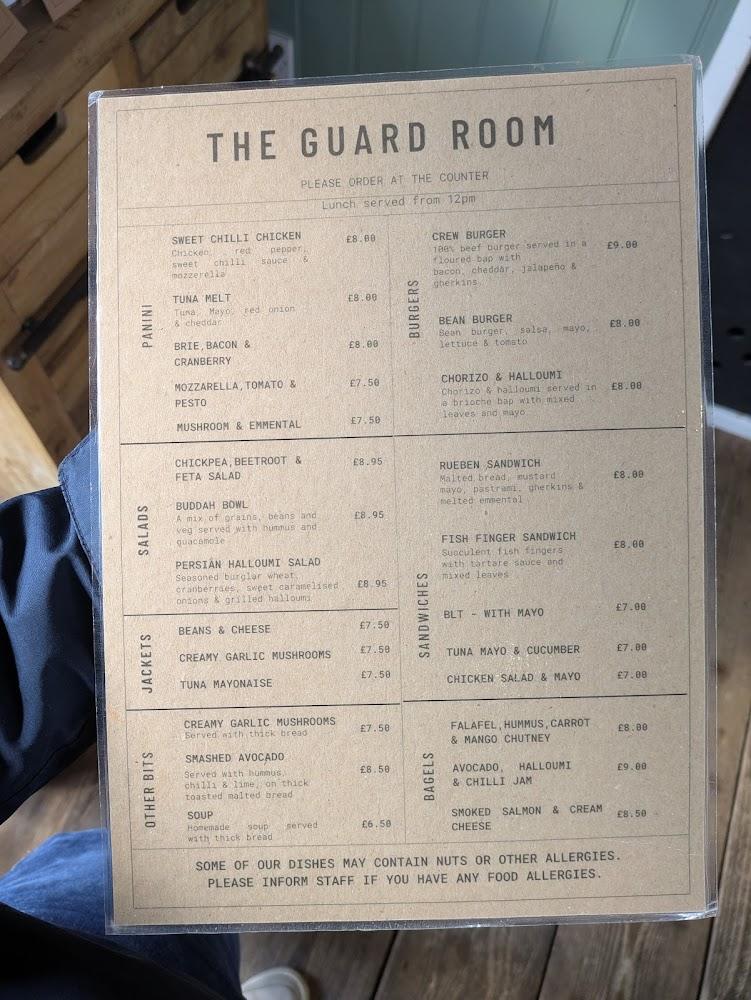 THE GUARD ROOM
PLEASE ORDER AT THE COUNTER
Lunch served from 12pm
PANINI
SWEET CHILLI CHICKEN £8.00
Chicken, red pepper,
sweet chilli sauce &
mozzerella
TUNA MELT £8.00
Tuna, Mayo, red onion
& cheddar
BRIE,BACON & £8.00
CRANBERRY
MOZZARELLA,TOMATO & £7.50
PESTO
MUSHROOM & EMMENTAL £7.50
SALADS
CHICKPEA,BEETROOT & £8.95
FETA SALAD
BUDDAH BOWL £8.95
A mix of grains, beans and
veg served with hummus and
guacamole
PERSIAN HALLOUMI SALAD
Seasoned burglar wheat,
cranberries, sweet caramelised £8.95
onions & grilled halloumi
JACKETS
BEANS & CHEESE £7.50
CREAMY GARLIC MUSHROOMS £7.50
TUNA MAYONAISE £7.50
OTHER BITS
CREAMY GARLIC MUSHROOMS £7.50
Served with thick bread
SMASHED AVOCADO £8.50
Served with hummus,
chilli & lime, on thick
toasted malted bread
SOUP £6.50
Homemade soup served
with thick bread
BURGERS
CREW BURGER £9.00
100% beef burger served in a
floured bap with
bacon, cheddar, jalapeño &
gherkins
BEAN BURGER £8.00
Bean burger, salsa, mayo,
lettuce & tomato
CHORIZO & HALLOUMI £8.00
Chorizo & halloumi served in
a brioche bap with mixed
leaves and mayo
SANDWICHES
RUEBEN SANDWICH £8.00
Malted bread, mustard
mayo, pastrami, gherkins &
melted emmental
FISH FINGER SANDWICH £8.00
Succulent fish fingers
with tartare sauce and
mixed leaves
BLT - WITH MAYO £7.00
TUNA MAYO & CUCUMBER £7.00
CHICKEN SALAD & MAYO £7.00
BAGELS
FALAFEL,HUMMUS,CARROT £8.00
& MANGO CHUTNEY
AVOCADO, HALLOUMI £9.00
& CHILLI JAM
SMOKED SALMON & CREAM £8.50
CHEESE
SOME OF OUR DISHES MAY CONTAIN NUTS OR OTHER ALLERGIES.
PLEASE INFORM STAFF IF YOU HAVE ANY FOOD ALLERGIES.